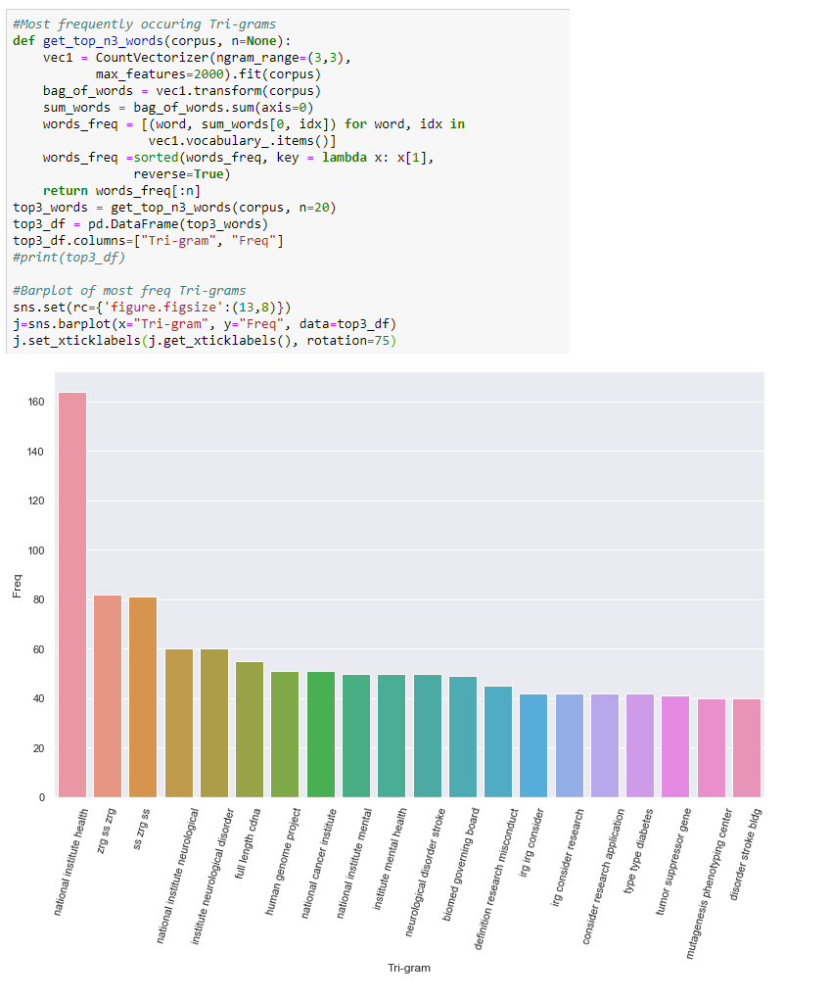 #Most frequently occuring Tri-grams
def get_top_n3_words(corpus, n=None):
    vec1 = CountVectorizer(ngram_range=(3,3),
           max_features=2000).fit(corpus)
    bag_of_words = vec1.transform(corpus)
    sum_words = bag_of_words.sum(axis=0)
    words_freq = [(word, sum_words[0, idx]) for word, idx in
                  vec1.vocabulary_.items()]
    words_freq =sorted(words_freq, key = lambda x: x[1],
                reverse=True)
    return words_freq[:n]
top3_words = get_top_n3_words(corpus, n=20)
top3_df = pd.DataFrame(top3_words)
top3_df.columns=["Tri-gram", "Freq"]
#print(top3_df)

#Barplot of most freq Tri-grams
sns.set(rc={'figure.figsize':(13,8)})
j=sns.barplot(x="Tri-gram", y="Freq", data=top3_df)
j.set_xticklabels(j.get_xticklabels(), rotation=75)
Freq
160
140
120
100
80
60
40
20
0
national institute health
zrg ss zrg
ss zrg ss
national institute neurological
institute neurological disorder
full length cdna
human genome project
national cancer institute
national institute mental
institute mental health
neurological disorder stroke
biomed governing board
definition research misconduct
irg irg consider
irg consider research
consider research application
type type diabetes
tumor suppressor gene
mutagenesis phenotyping center
disorder stroke bldg
Tri-gram